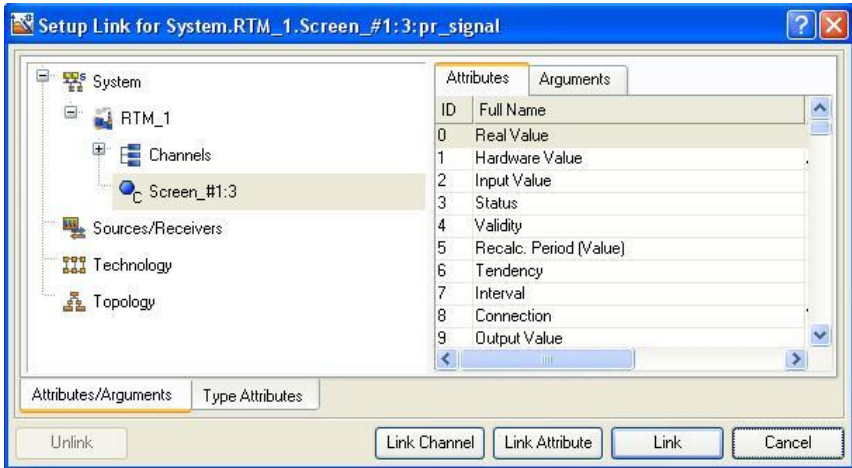 Setup Link for System.RTM_1.Screen_#1:3:pr_signal
System
RTM_1
Channels
Screen_#1:3
Sources/Receivers
Technology
Topology
Attributes Arguments
ID Full Name
0 Real Value
1 Hardware Value
2 Input Value
3 Status
4 Validity
5 Recalc. Period (Value)
6 Tendency
7 Interval
8 Connection
9 Output Value
Attributes/Arguments Type Attributes
Unlink Link Channel Link Attribute Link Cancel